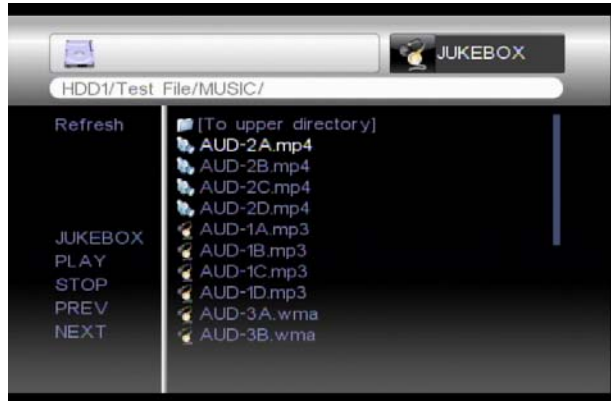 JUKEBOX
HDD1/Test File/MUSIC/
Refresh
JUKEBOX
PLAY
STOP
PREV
NEXT
[To upper directory]
AUD-2A.mp4
AUD-2B.mp4
AUD-2C.mp4
AUD-2D.mp4
AUD-1A.mp3
AUD-1B.mp3
AUD-1C.mp3
AUD-1D.mp3
AUD-3A.wma
AUD-3B.wma